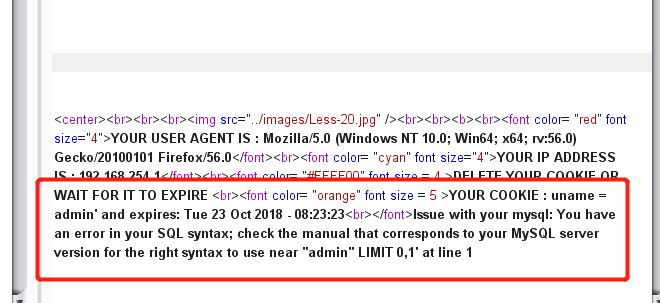 <center><br><br><br><img src="../images/Less-20.jpg" /><br><br><b><br><font color= "red" font
size="4">YOUR USER AGENT IS : Mozilla/5.0 (Windows NT 10.0; Win64; x64; rv:56.0)
Gecko/20100101 Firefox/56.0</font><br><font color= "cyan" font size="4">YOUR IP ADDRESS
IS : 192.168.254.1</font><br><font color= "#FFFF00" font size = 4 >DELETE YOUR COOKIE OR
WAIT FOR IT TO EXPIRE <br><font color= "orange" font size = 5 >YOUR COOKIE : uname =
admin' and expires: Tue 23 Oct 2018 - 08:23:23<br></font>Issue with your mysql: You have
an error in your SQL syntax; check the manual that corresponds to your MySQL server
version for the right syntax to use near ''admin'' LIMIT 0,1' at line 1